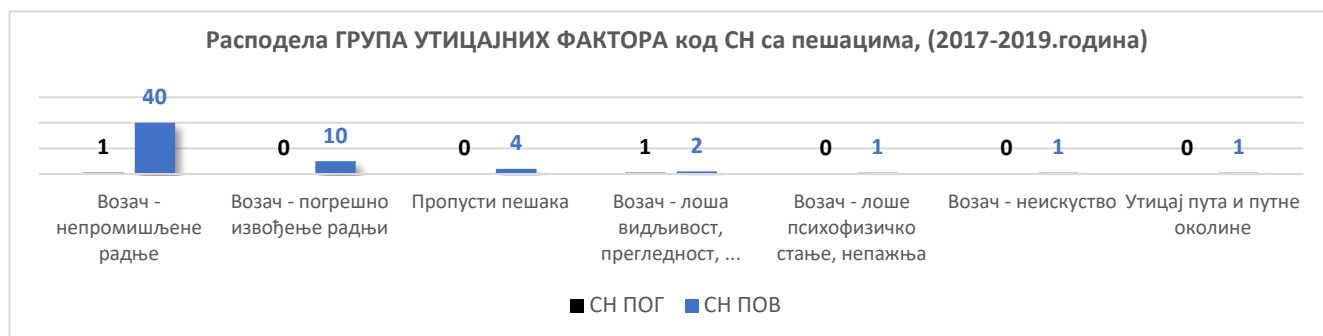 Расподела ГРУПА УТИЦАЈНИХ ФАКТОРА код СН са пешацима, (2017-2019.година)
1 40 0 10 0 4 1 2 0 1 0 1 0 1
Возач -
непромишљене
радње
Возач - погрешно
извођење радњи
Пропусти пешака
Возач - лоша
видљивост,
прегледност, ...
Возач - лоше
психофизичко
стање, непажња
Возач - неискуство
Утицај пута и путне
околине
СН ПОГ СН ПОВ